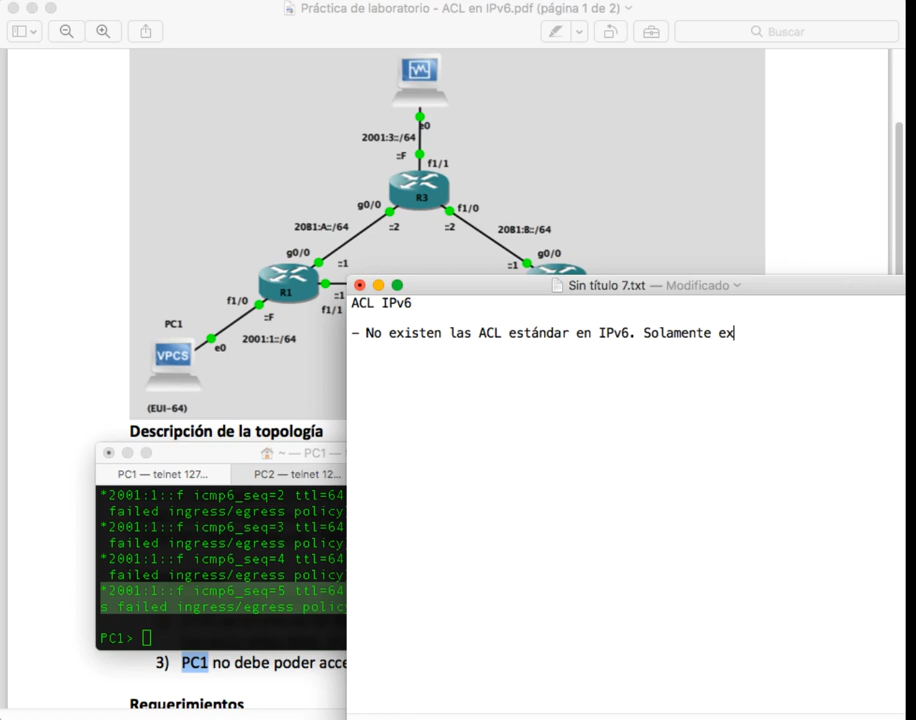 Práctica de laboratorio - ACL en IPv6.pdf (página 1 de 2)
Buscar
e0
2001:3::/64
::F
f1/1
R3
g0/0
f1/0
::2
::2
20B1:A::/64
20B1:B::/64
g0/0
::1
g0/0
::1
R1
::1
f1/0
f1/1
::F
PC1
e0
2001:1::/64
VPCS
(EUI-64)
Descripción de la topología
Sin título 7.txt — Modificado
ACL IPv6
- No existen las ACL estándar en IPv6. Solamente ex
~ — PC1 —
PC1 — telnet 127...
PC2 — telnet 12...
*2001:1::f icmp6_seq=2 ttl=64
failed ingress/egress policy
*2001:1::f icmp6_seq=3 ttl=64
failed ingress/egress policy
*2001:1::f icmp6_seq=4 ttl=64
failed ingress/egress policy
*2001:1::f icmp6_seq=5 ttl=64
s failed ingress/egress polic
PC1>
3) PC1 no debe poder acce
Requerimientos